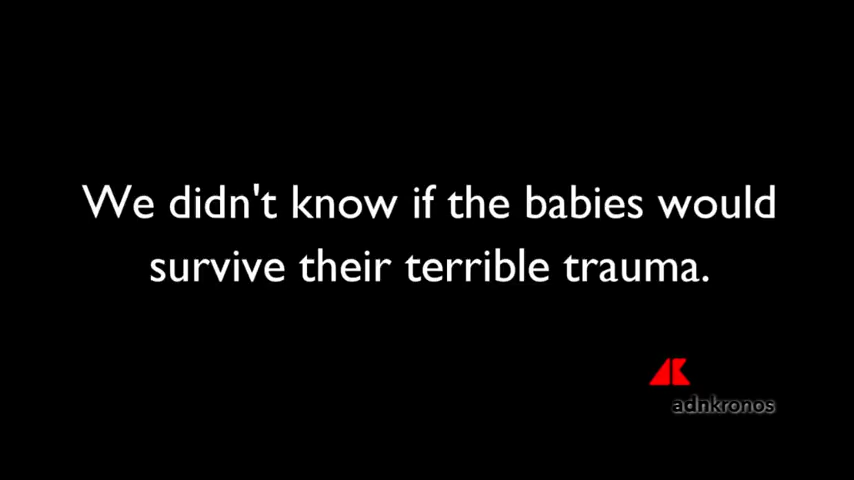 We didn't know if the babies would
survive their terrible trauma.
adnkronos